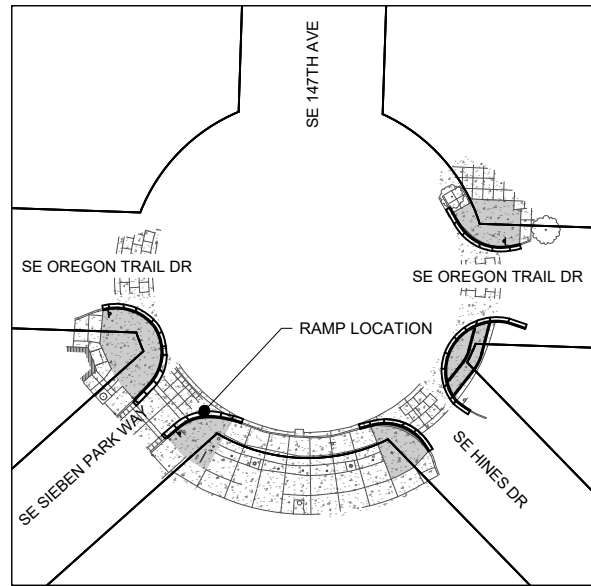 SE 147TH AVE
SE OREGON TRAIL DR
SE OREGON TRAIL DR
RAMP LOCATION
SE SIEBEN PARK WAY
SE HINES DR